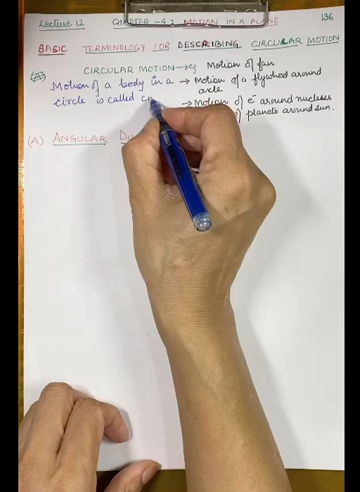 Lecture 12 CHAPTER-4: MOTION IN A PLANE 136
BASIC TERMINOLOGY FOR DESCRIBING CIRCULAR MOTION
CIRCULAR MOTION → eg Motion of fan
Motion of a body in a → Motion of a flywheel around
circle is called axle
→ Motion of e⁻ around nucleus
of planets around sun.
(A) ANGULAR